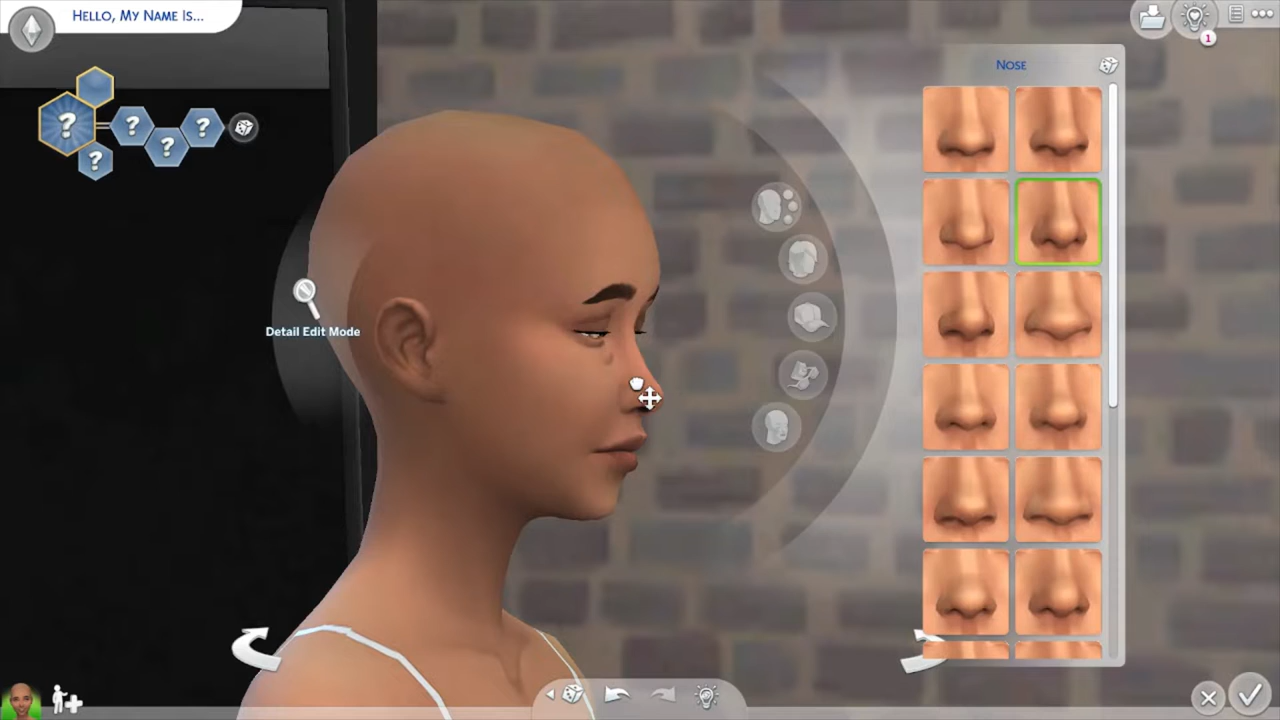 Hello, My Name Is...
1
Nose
? ? ? ? ?
Detail Edit Mode